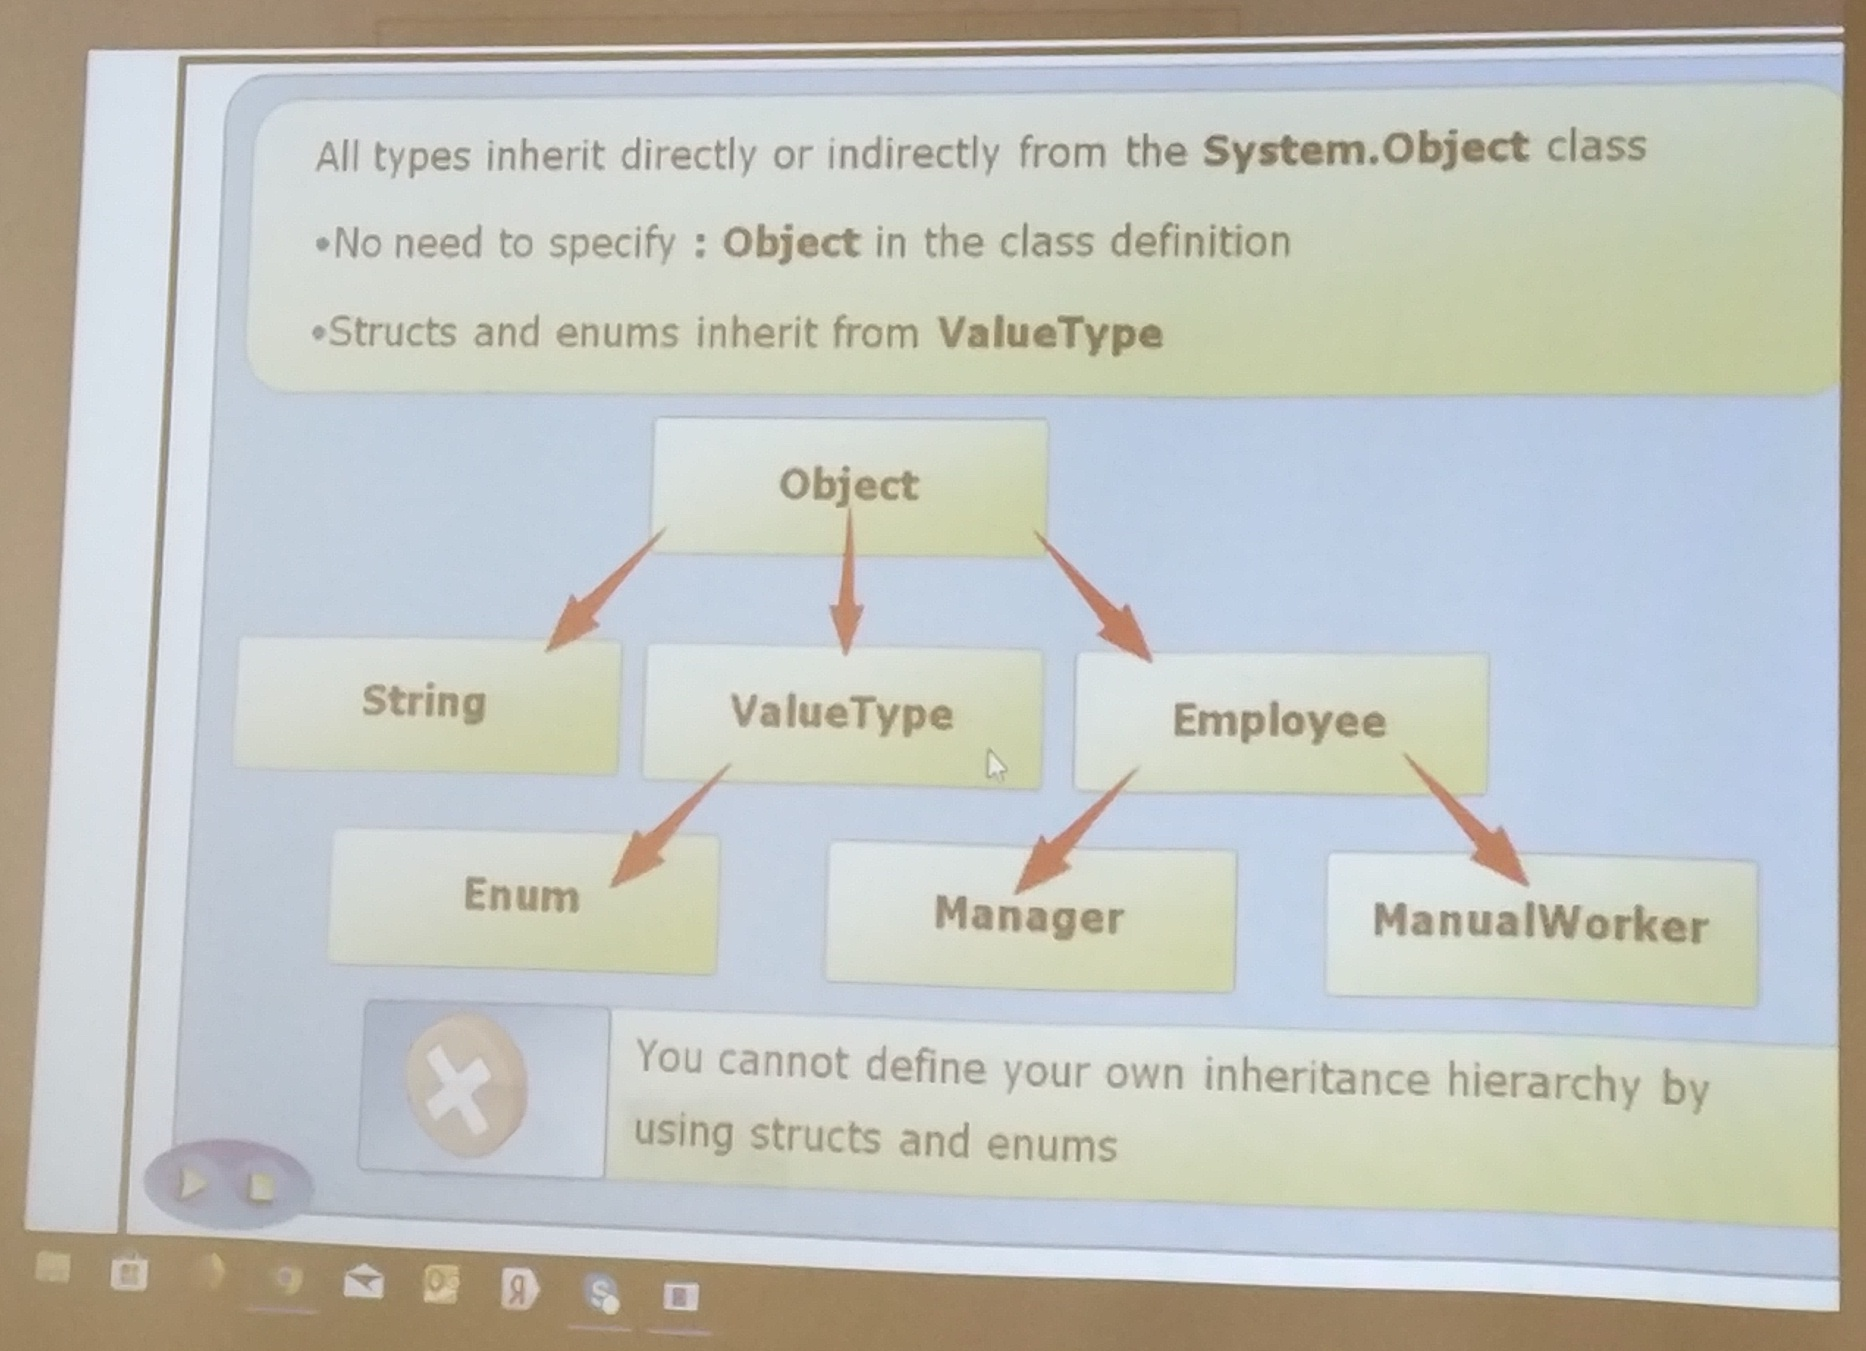 All types inherit directly or indirectly from the System.Object class
•No need to specify : Object in the class definition
•Structs and enums inherit from ValueType
Object
String
ValueType
Employee
Enum
Manager
ManualWorker
You cannot define your own inheritance hierarchy by
using structs and enums
Я
S